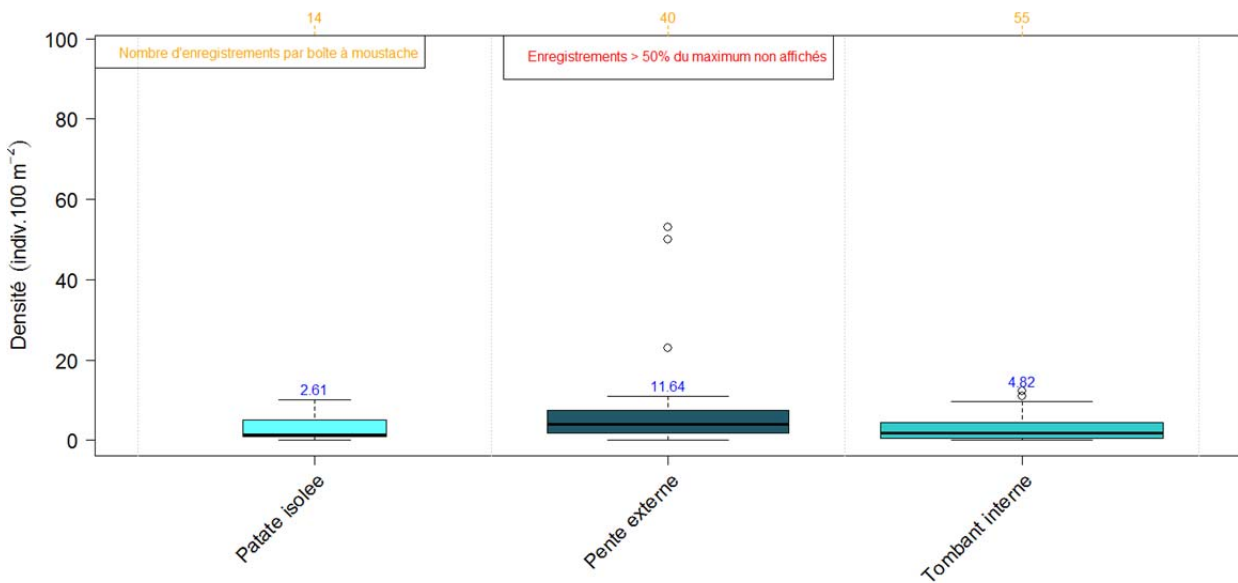 14 40 55
Nombre d'enregistrements par boîte à moustache
Enregistrements > 50% du maximum non affichés
Densité (indiv.100 m⁻²)
100
80
60
40
20
0
2.61
11.64
4.82
Patate isolee
Pente externe
Tombant interne